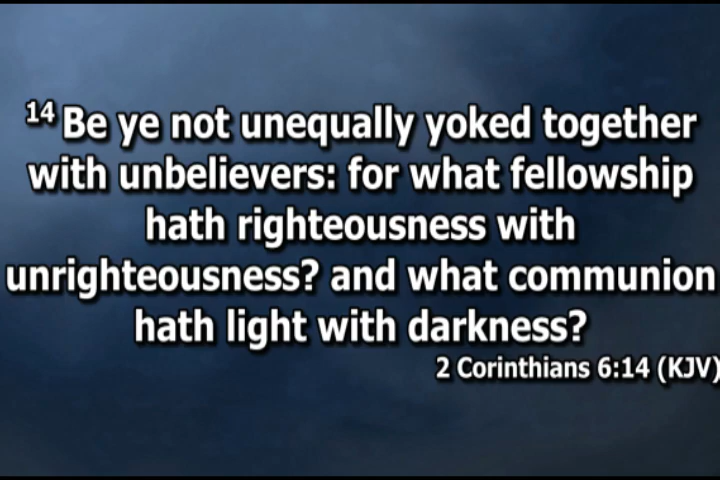 14 Be ye not unequally yoked together
with unbelievers: for what fellowship
hath righteousness with
unrighteousness? and what communion
hath light with darkness?
2 Corinthians 6:14 (KJV)